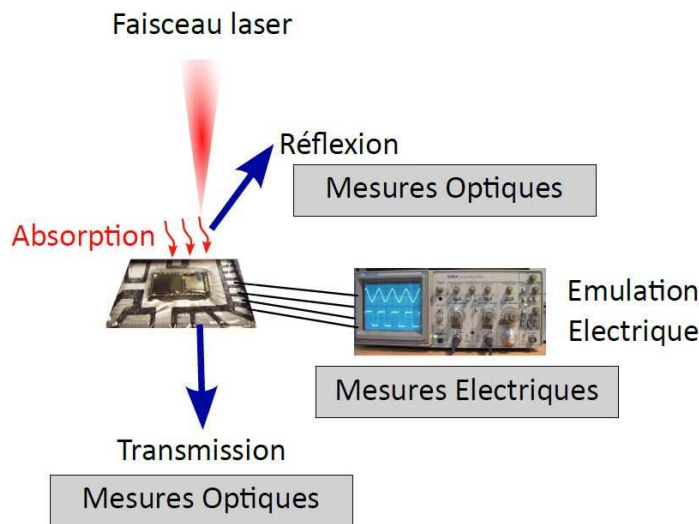 Faisceau laser
Réflexion
Mesures Optiques
Absorption
Emulation
Electrique
Mesures Electriques
Transmission
Mesures Optiques